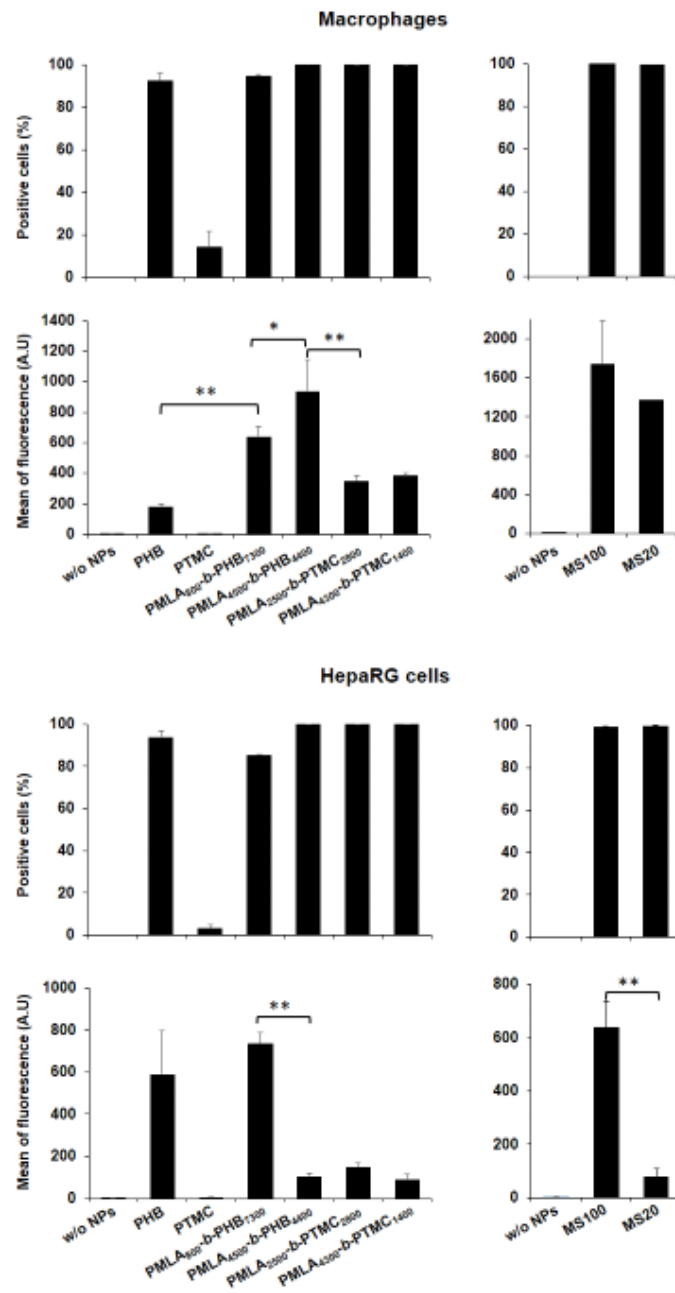 Macrophages
Positive cells (%)
100
80
60
40
20
0
100
80
60
40
20
0
Mean of fluorescence (A.U)
1400
1200
1000
800
600
400
200
0
**
*
**
w/o NPs
PHB
PTMC
PMLA800-b-PHB7300
PMLA4500-b-PHB4400
PMLA2500-b-PTMC2800
PMLA4300-b-PTMC1400
2000
1600
1200
800
400
0
w/o NPs
MS100
MS20
HepaRG cells
Positive cells (%)
100
80
60
40
20
0
100
80
60
40
20
0
Mean of fluorescence (A.U)
1000
800
600
400
200
0
**
w/o NPs
PHB
PTMC
PMLA800-b-PHB7300
PMLA4500-b-PHB4400
PMLA2500-b-PTMC2800
PMLA4300-b-PTMC1400
800
600
400
200
0
**
w/o NPs
MS100
MS20